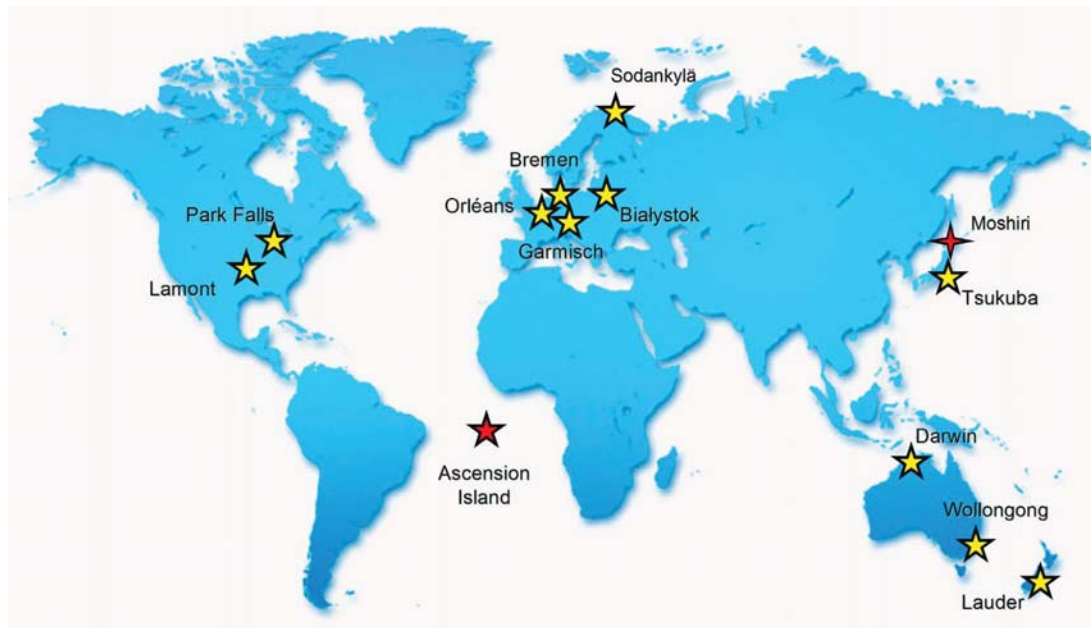 Sodankylä
Bremen
Orléans
Białystok
Garmisch
Park Falls
Lamont
Moshiri
Tsukuba
Ascension
Island
Darwin
Wollongong
Lauder